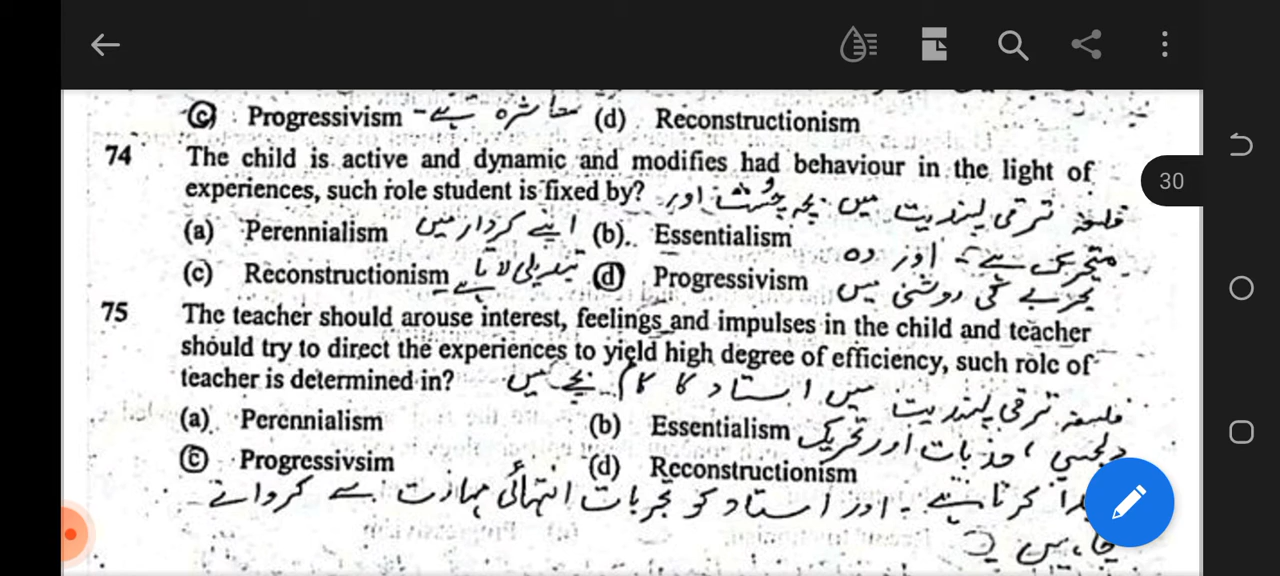 30
(c) Progressivism معاشرہ ہے - (d) Reconstructionism
74 The child is active and dynamic and modifies had behaviour in the light of
experiences, such role student is fixed by? فلسفہ ترقی پسندیت میں بچہ چُست اور
(a) Perennialism اپنے کردار میں (b) Essentialism متحریک ہے اور وہ
(c) Reconstructionism تبدیلی لاتا ہے (d) Progressivism تجربے کی روشنی میں
75 The teacher should arouse interest, feelings and impulses in the child and teacher
should try to direct the experiences to yield high degree of efficiency, such role of
teacher is determined in? فلسفہ ترقی پسندیت میں استاد کا کام بچے میں
(a) Perennialism (b) Essentialism دلچسپی، جذبات اور تحریک
(c) Progressivsim (d) Reconstructionism
کرتا ہے - اور استاد کو تجربات انتہائی مہارت سے کروانے